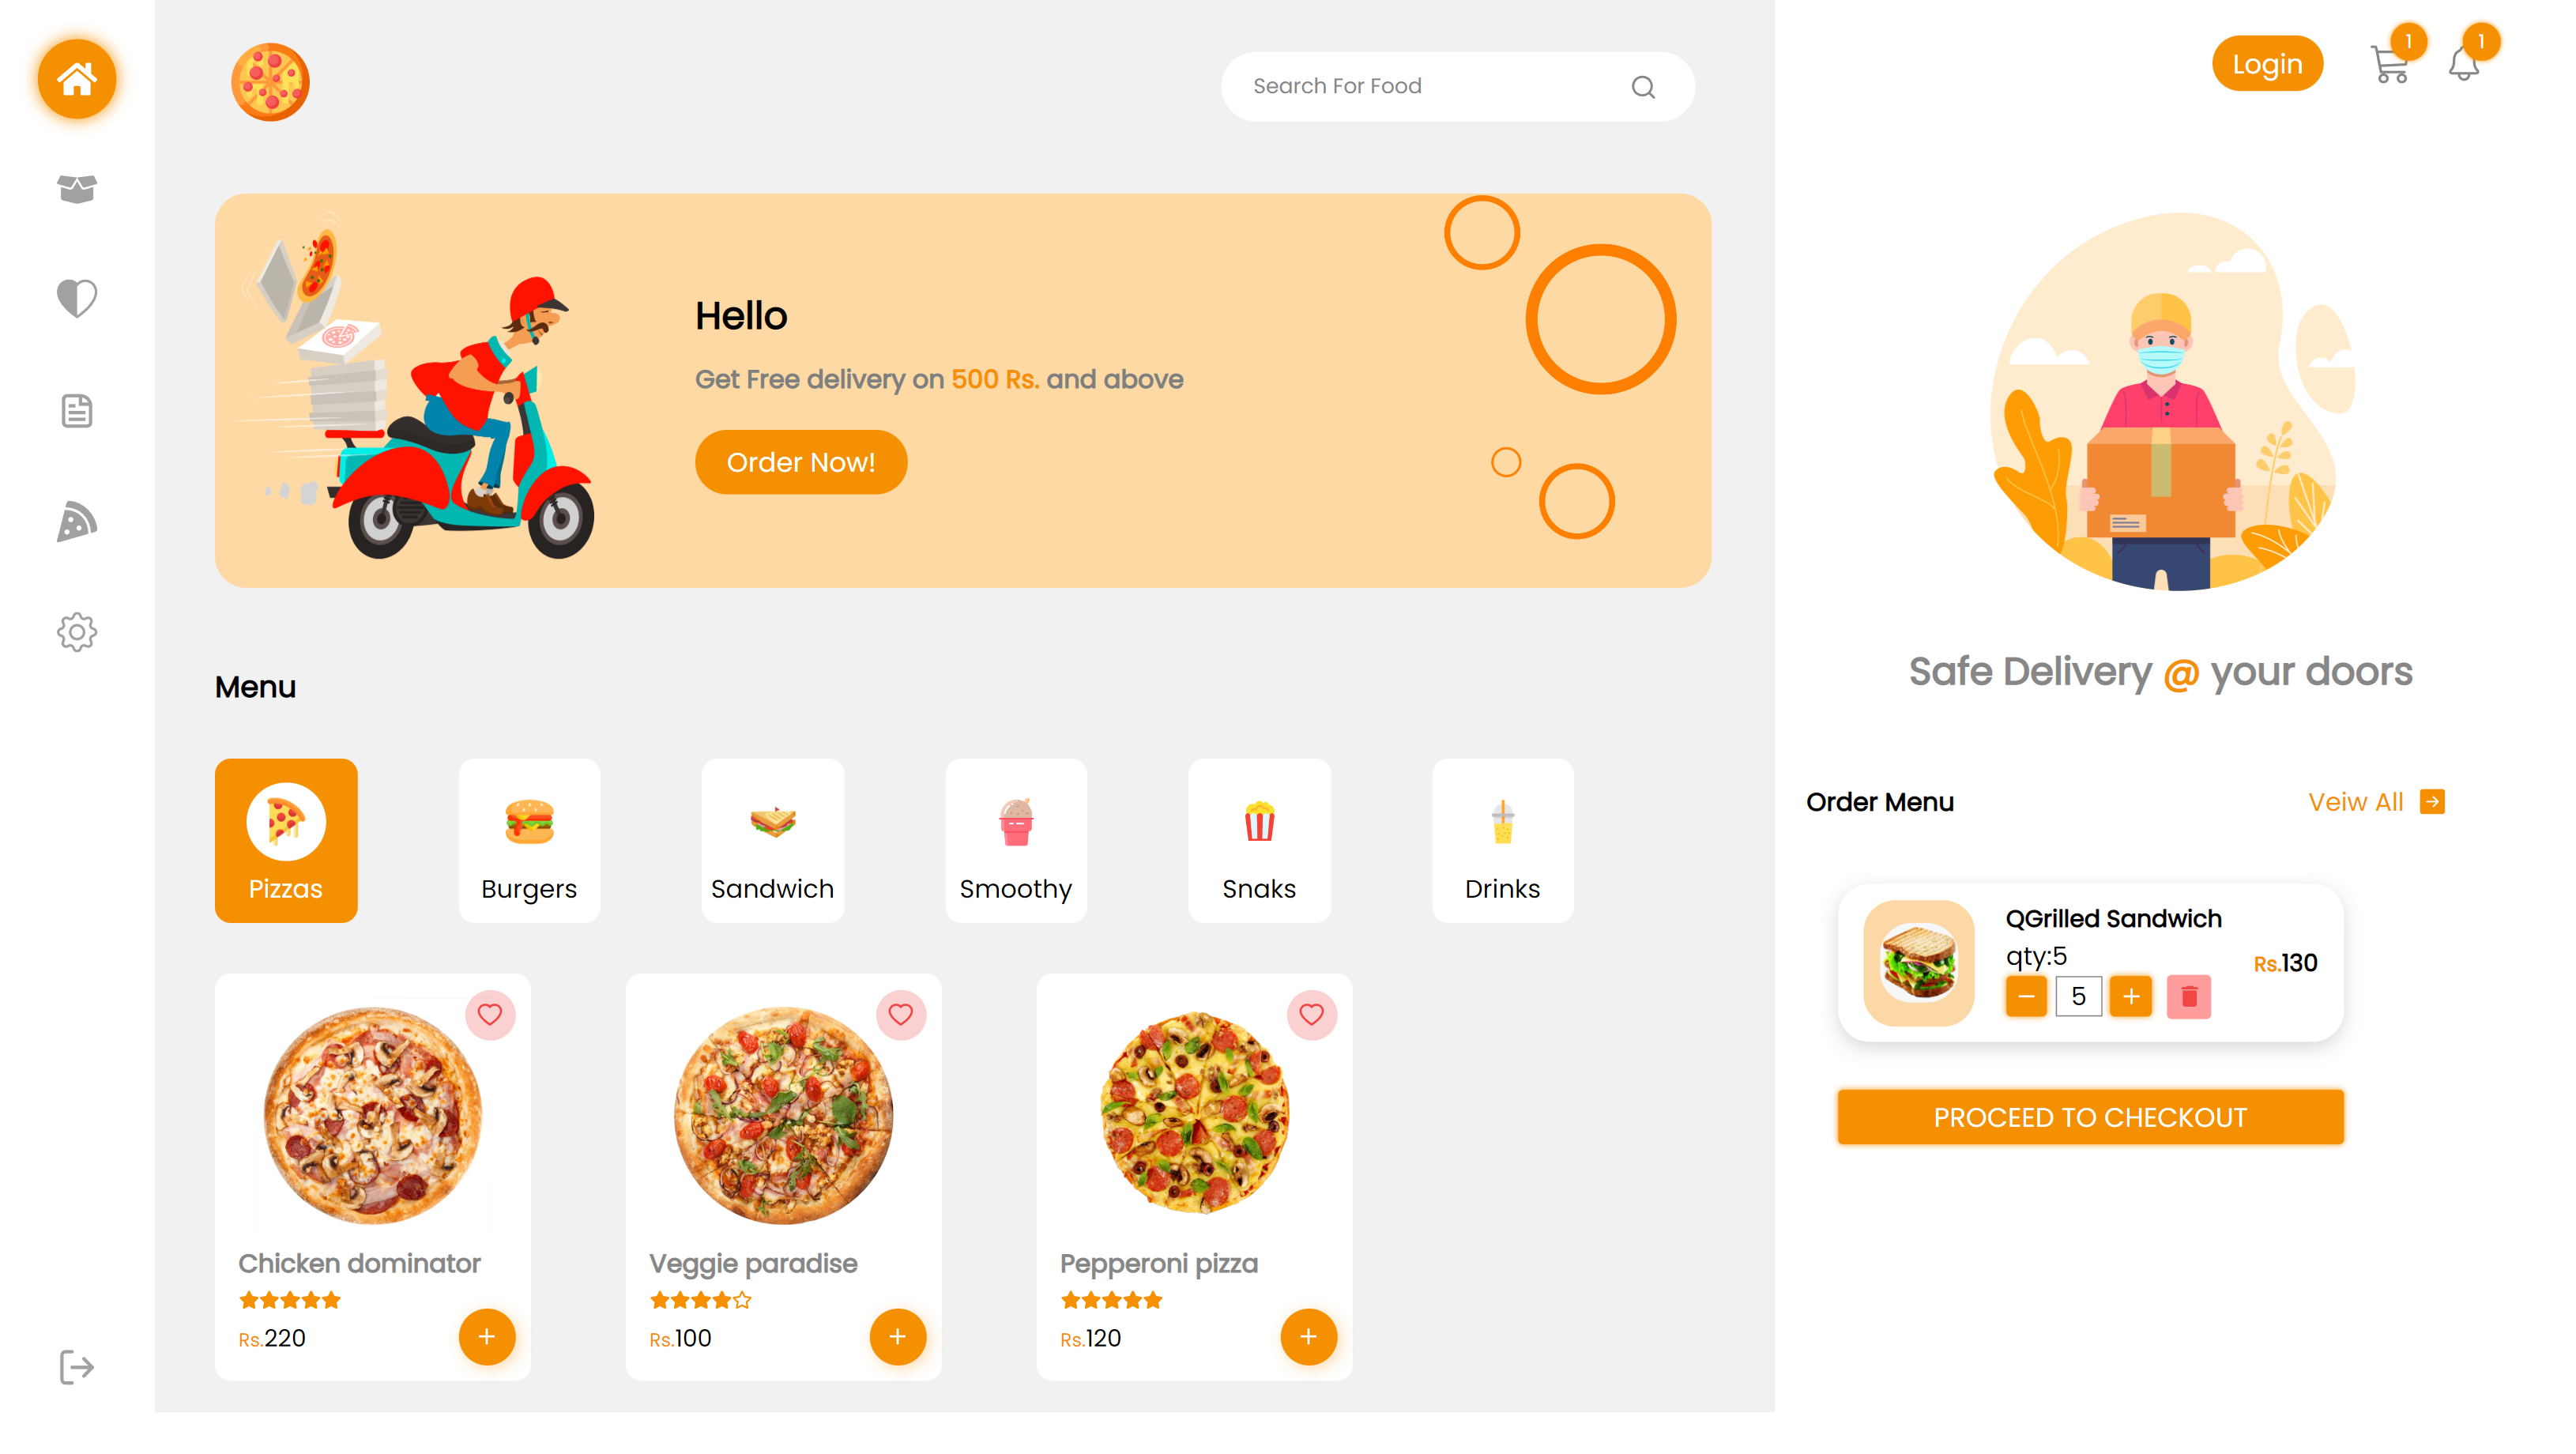 Search For Food
Login
1
1
Hello
Get Free delivery on 500 Rs. and above
Order Now!
Safe Delivery @ your doors
Menu
Pizzas
Burgers
Sandwich
Smoothy
Snaks
Drinks
Order Menu
Veiw All
QGrilled Sandwich
qty:5
Rs.130
5
PROCEED TO CHECKOUT
Chicken dominator
Rs.220
Veggie paradise
Rs.100
Pepperoni pizza
Rs.120